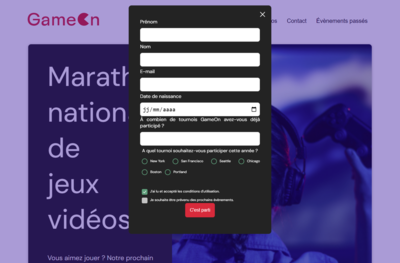 GameOn
Contact
Évènements passés
Marath
nation
de
jeux
vidéos
Vous aimez jouer ? Notre prochain
Prénom
Nom
E-mail
Date de naissance
jj/mm/aaaa
À combien de tournois GameOn avez-vous déjà
participé ?
A quel tournoi souhaitez-vous participer cette année ?
New York
San Francisco
Seattle
Chicago
Boston
Portland
J'ai lu et accepté les conditions d'utilisation.
Je souhaite être prévenu des prochains évènements.
C'est parti